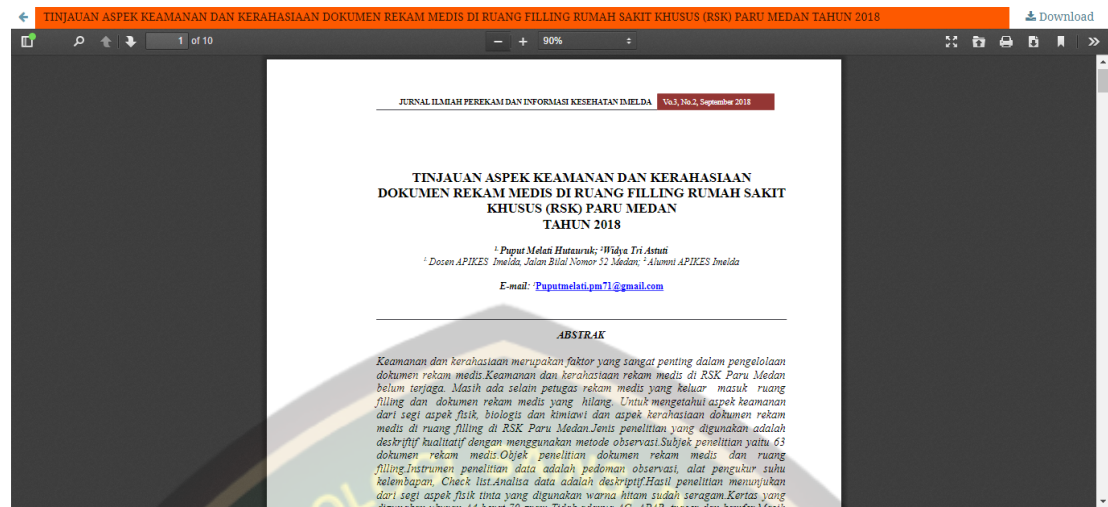 TINJAUAN ASPEK KEAMANAN DAN KERAHASIAAN DOKUMEN REKAM MEDIS DI RUANG FILLING RUMAH SAKIT KHUSUS (RSK) PARU MEDAN TAHUN 2018
Download
1 of 10
90%
JURNAL ILMIAH PEREKAM DAN INFORMASI KESEHATAN IMELDA Vo.3, No.2, September 2018
TINJAUAN ASPEK KEAMANAN DAN KERAHASIAAN
DOKUMEN REKAM MEDIS DI RUANG FILLING RUMAH SAKIT
KHUSUS (RSK) PARU MEDAN
TAHUN 2018
1. Puput Melati Hutauruk; 2Widya Tri Astuti
1. Dosen APIKES Imelda, Jalan Bilal Nomor 52 Medan; 2 Alumni APIKES Imelda
E-mail: 1Puputmelati.pm71@gmail.com
ABSTRAK
Keamanan dan kerahasiaan merupakan faktor yang sangat penting dalam pengelolaan
dokumen rekam medis.Keamanan dan kerahasiaan rekam medis di RSK Paru Medan
belum terjaga. Masih ada selain petugas rekam medis yang keluar masuk ruang
filling dan dokumen rekam medis yang hilang. Untuk mengetahui aspek keamanan
dari segi aspek fisik, biologis dan kimiawi dan aspek kerahasiaan dokumen rekam
medis di ruang filling di RSK Paru Medan.Jenis penelitian yang digunakan adalah
deskriftif kualitatif dengan menggunakan metode observasi.Subjek penelitian yaitu 63
dokumen rekam medis.Objek penelitian dokumen rekam medis dan ruang
filling.Instrumen penelitian data adalah pedoman observasi, alat pengukur suhu
kelembapan, Check list.Analisa data adalah deskriptif.Hasil penelitian menunjukan
dari segi aspek fisik tinta yang digunakan warna hitam sudah seragam.Kertas yang